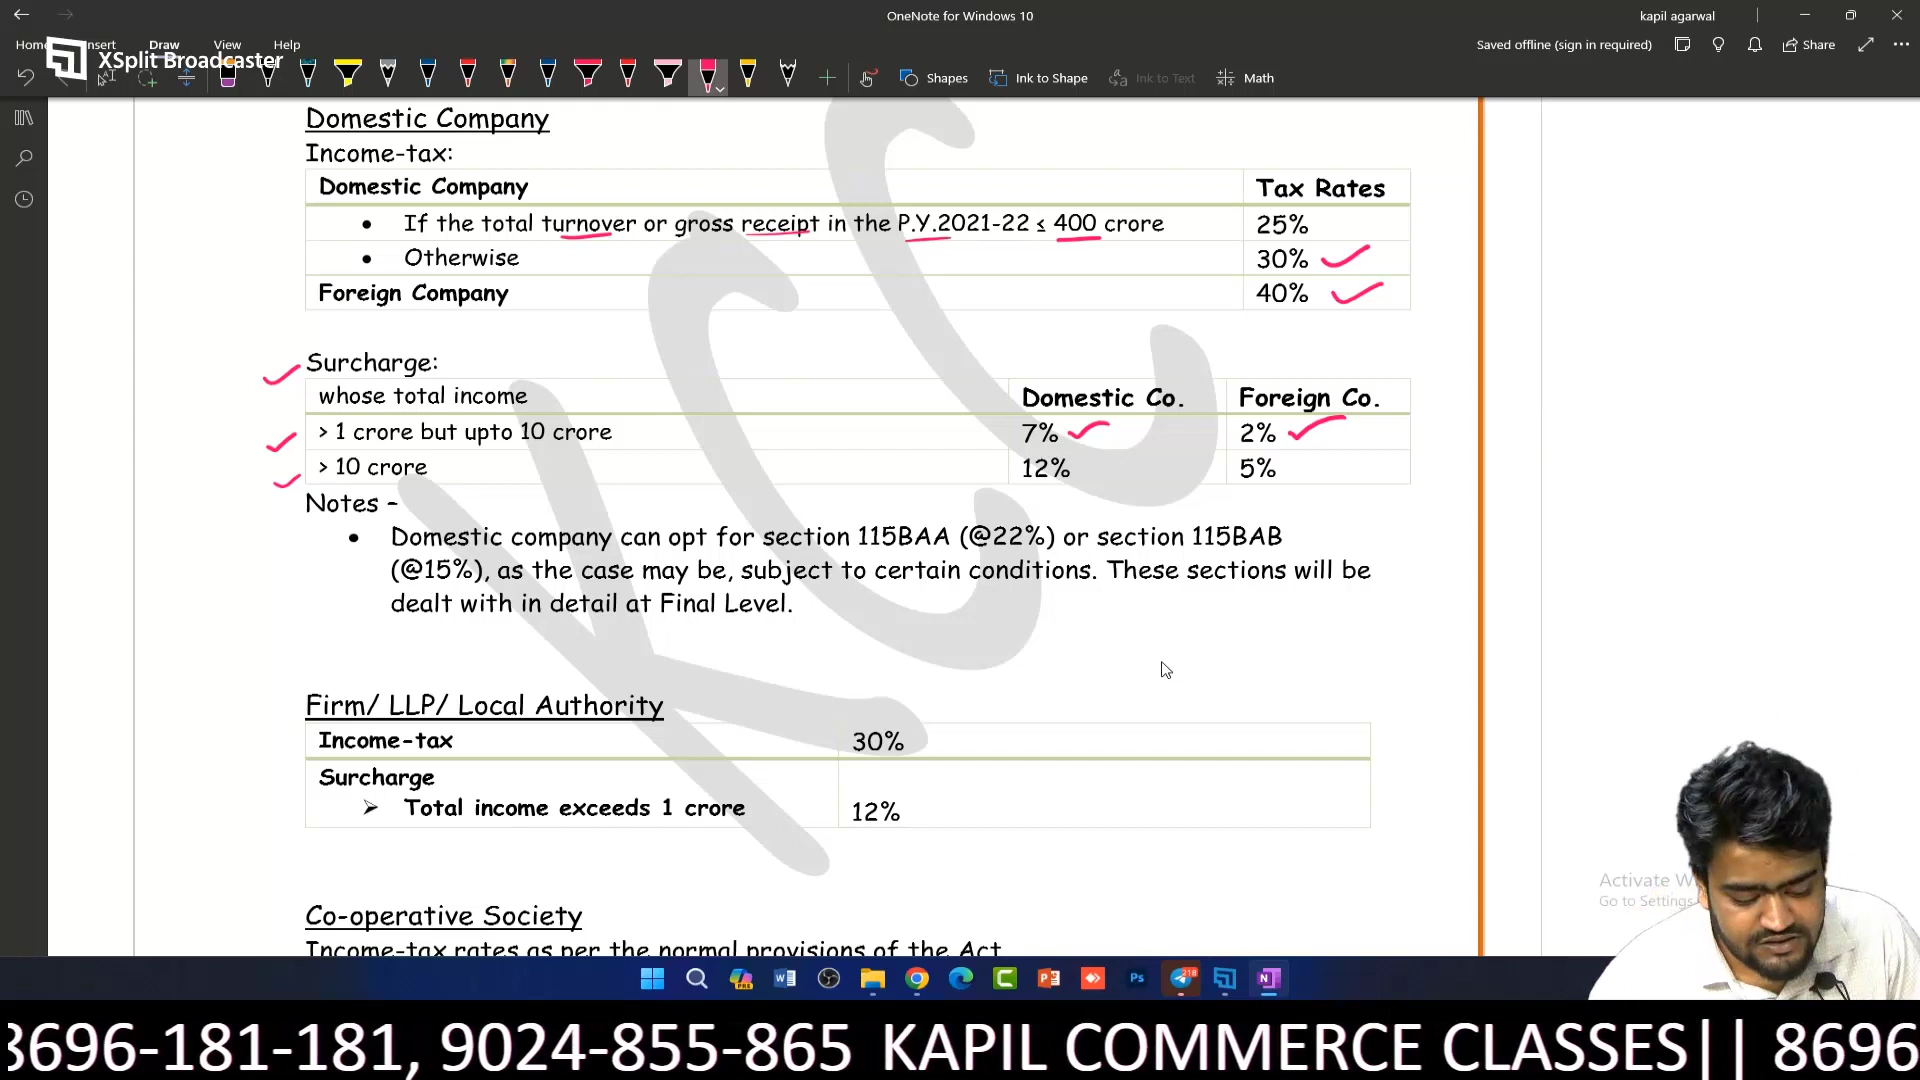 OneNote for Windows 10
kapil agarwal
Draw
View
Help
Saved offline (sign in required)
Share
XSplit Broadcaster
Shapes
Ink to Shape
Ink to Text
Math
Domestic Company
Income-tax:
Domestic Company Tax Rates
• If the total turnover or gross receipt in the P.Y.2021-22 ≤ 400 crore 25%
• Otherwise 30%
Foreign Company 40%
Surcharge:
whose total income Domestic Co. Foreign Co.
> 1 crore but upto 10 crore 7% 2%
> 10 crore 12% 5%
Notes –
• Domestic company can opt for section 115BAA (@22%) or section 115BAB
(@15%), as the case may be, subject to certain conditions. These sections will be
dealt with in detail at Final Level.
KCC
Firm/ LLP/ Local Authority
Income-tax 30%
Surcharge
➢ Total income exceeds 1 crore 12%
Activate W
Go to Settings
Co-operative Society
Income-tax rates as per the normal provisions of the Act
218
8696-181-181, 9024-855-865 KAPIL COMMERCE CLASSES|| 8696